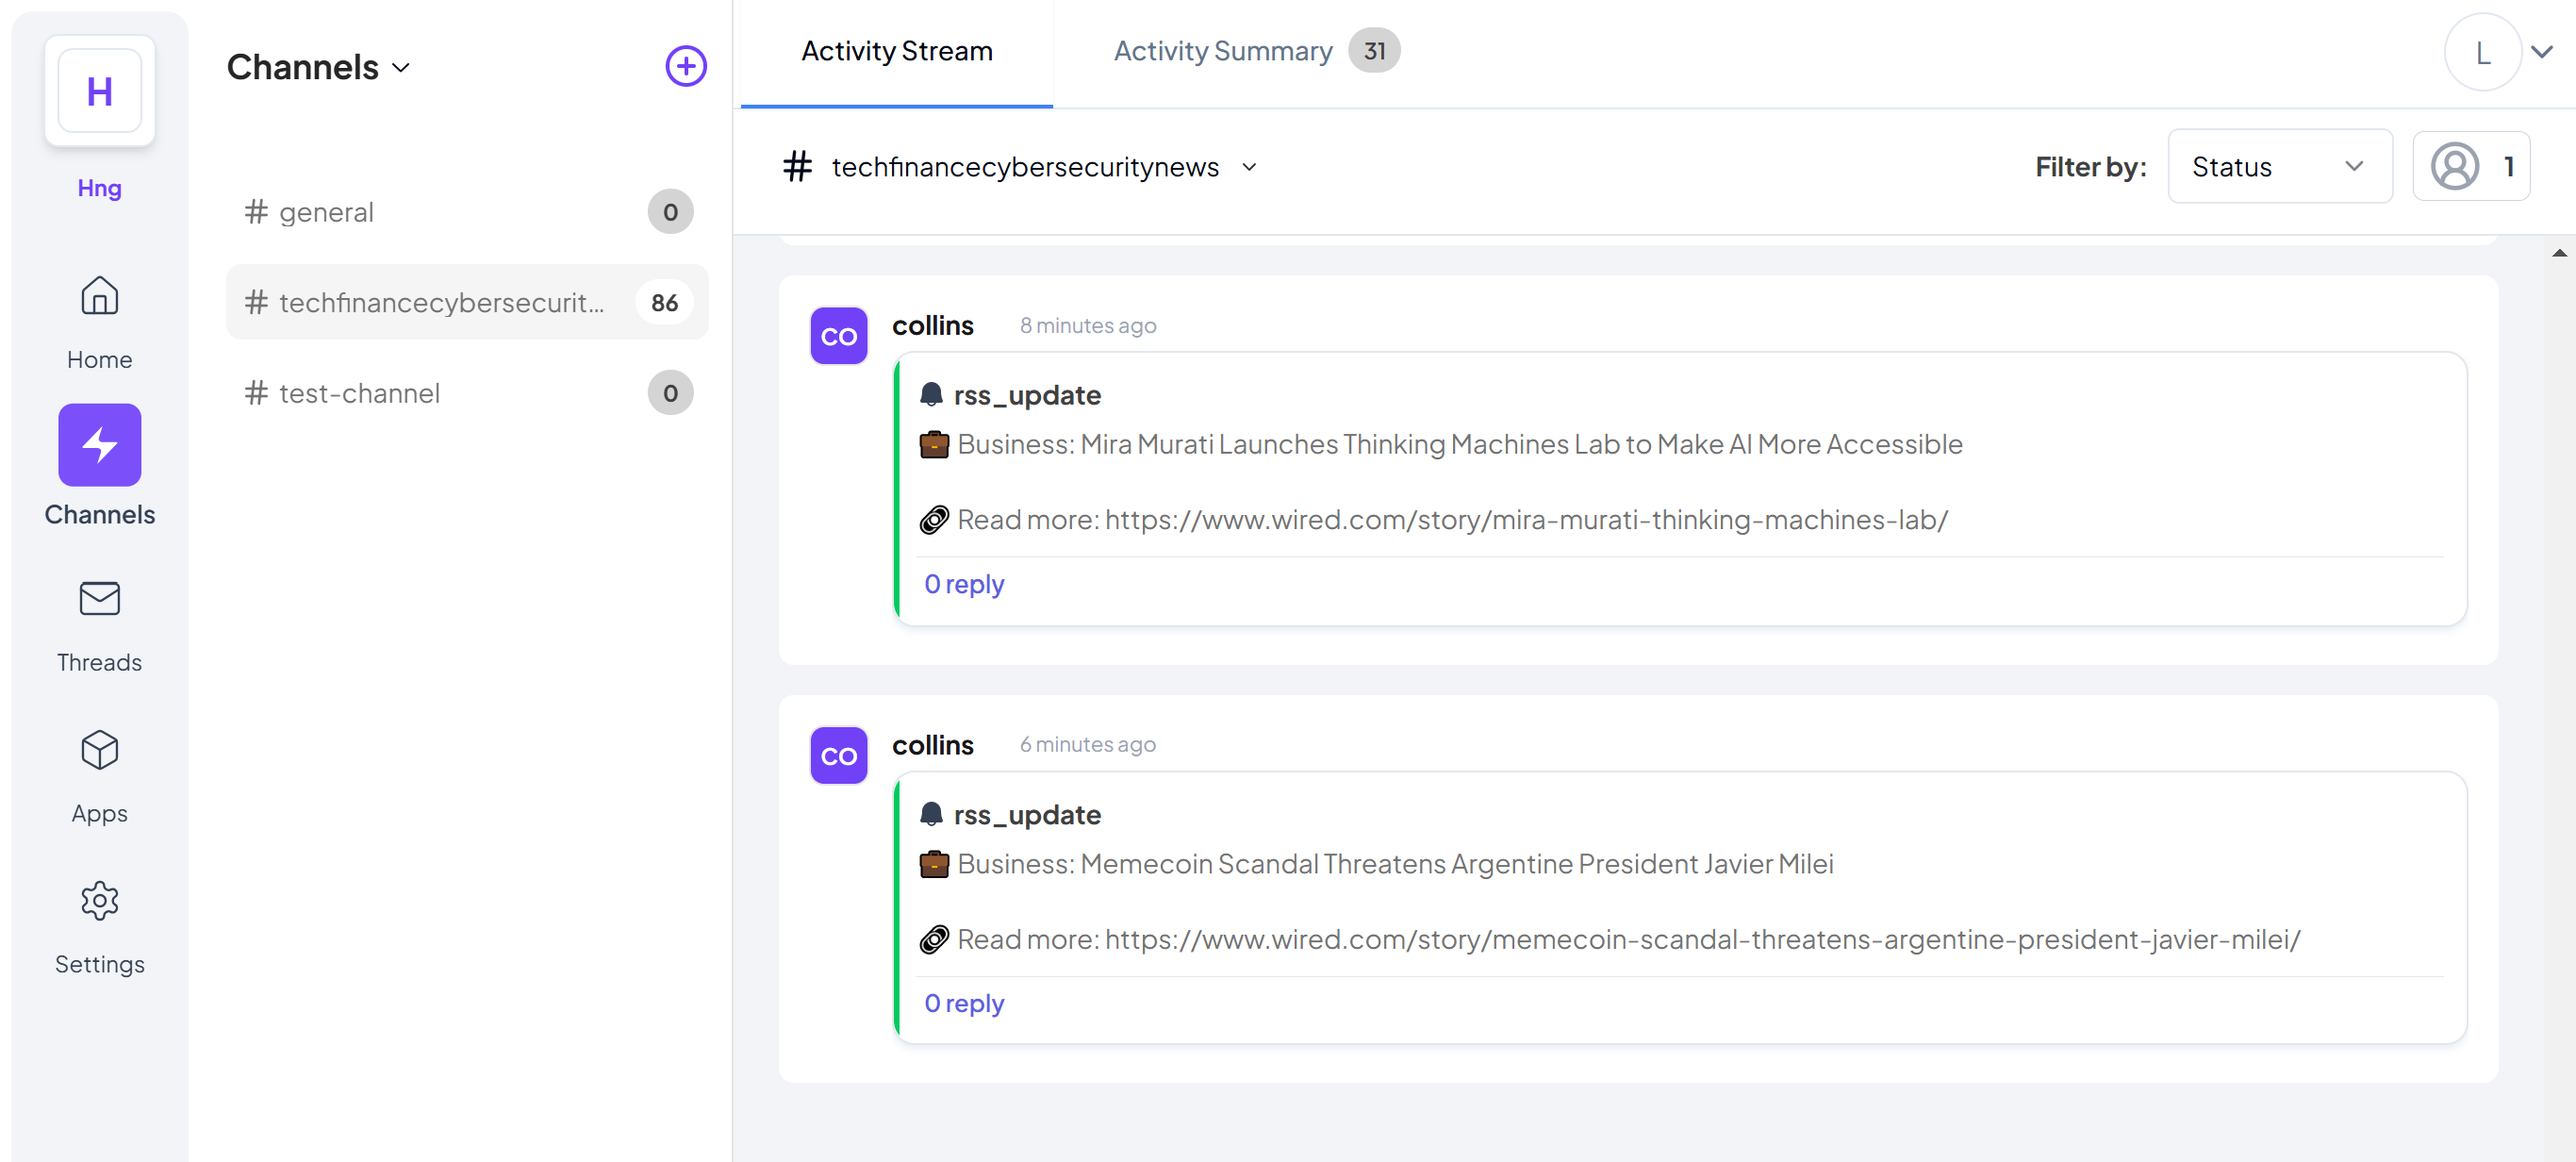 H
Hng
Home
Channels
Threads
Apps
Settings
Channels
# general 0
# techfinancecybersecurit... 86
# test-channel 0
Activity Stream
Activity Summary 31
L
# techfinancecybersecuritynews
Filter by: Status 1
CO collins 8 minutes ago
rss_update
Business: Mira Murati Launches Thinking Machines Lab to Make AI More Accessible
Read more: https://www.wired.com/story/mira-murati-thinking-machines-lab/
0 reply
CO collins 6 minutes ago
rss_update
Business: Memecoin Scandal Threatens Argentine President Javier Milei
Read more: https://www.wired.com/story/memecoin-scandal-threatens-argentine-president-javier-milei/
0 reply